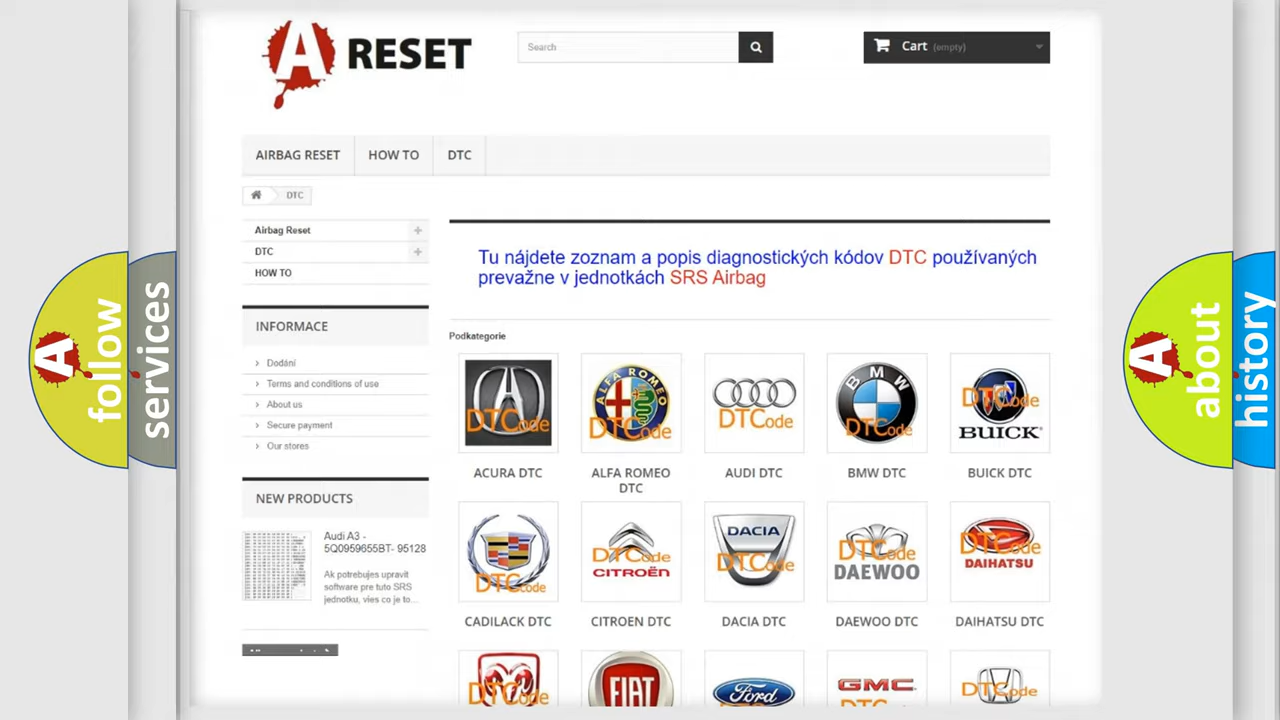 A RESET
Search
Cart (empty)
AIRBAG RESET HOW TO DTC
DTC
Airbag Reset
DTC
HOW TO
INFORMACE
Dodání
Terms and conditions of use
About us
Secure payment
Our stores
NEW PRODUCTS
Audi A3 -
5Q0959655BT- 95128
Ak potrebujes upravit
software pre tuto SRS
jednotku, vies co je to...
Tu nájdete zoznam a popis diagnostických kódov DTC používaných
prevažne v jednotkách SRS Airbag
Podkategorie
DTCode
ALFA ROMEO
DTCode
DTCode
BMW
DTCode
DTCode
BUICK
ACURA DTC
ALFA ROMEO
DTC
AUDI DTC
BMW DTC
BUICK DTC
DTCode
DTCode
CITROËN
DACIA
DTCode
DTCode
DAEWOO
DTCode
DAIHATSU
CADILACK DTC
CITROEN DTC
DACIA DTC
DAEWOO DTC
DAIHATSU DTC
DTCode
FIAT
Ford
GMC
DTCode
A follow
services
A about
history